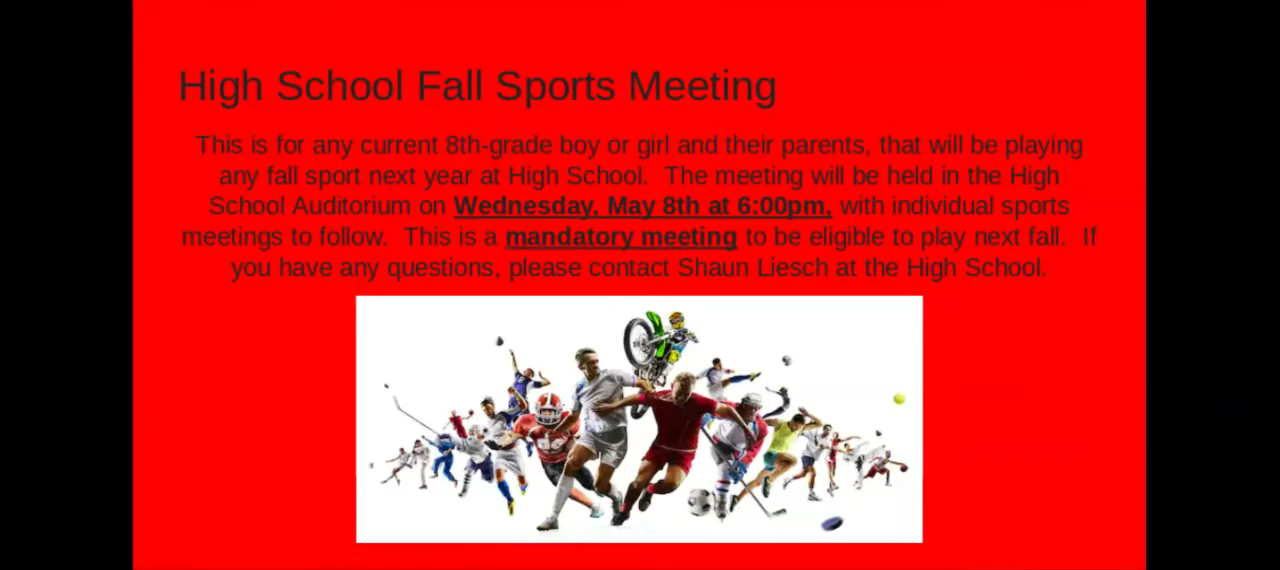 High School Fall Sports Meeting
This is for any current 8th-grade boy or girl and their parents, that will be playing
any fall sport next year at High School.  The meeting will be held in the High
School Auditorium on Wednesday, May 8th at 6:00pm, with individual sports
meetings to follow.  This is a mandatory meeting to be eligible to play next fall.  If
you have any questions, please contact Shaun Liesch at the High School.